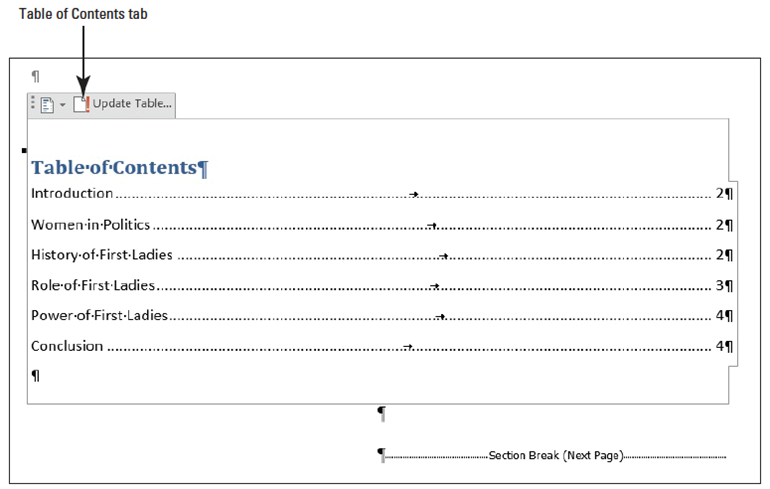 Table of Contents tab
¶
Update Table...
Table·of·Contents¶
Introduction.......................................................→.......................................................2¶
Women·in·Politics.......................................................→.......................................................2¶
History·of·First·Ladies.......................................................→.......................................................2¶
Role·of·First·Ladies.......................................................→.......................................................3¶
Power·of·First·Ladies.......................................................→.......................................................4¶
Conclusion.......................................................→.......................................................4¶
¶
¶
¶..............................Section Break (Next Page)..............................